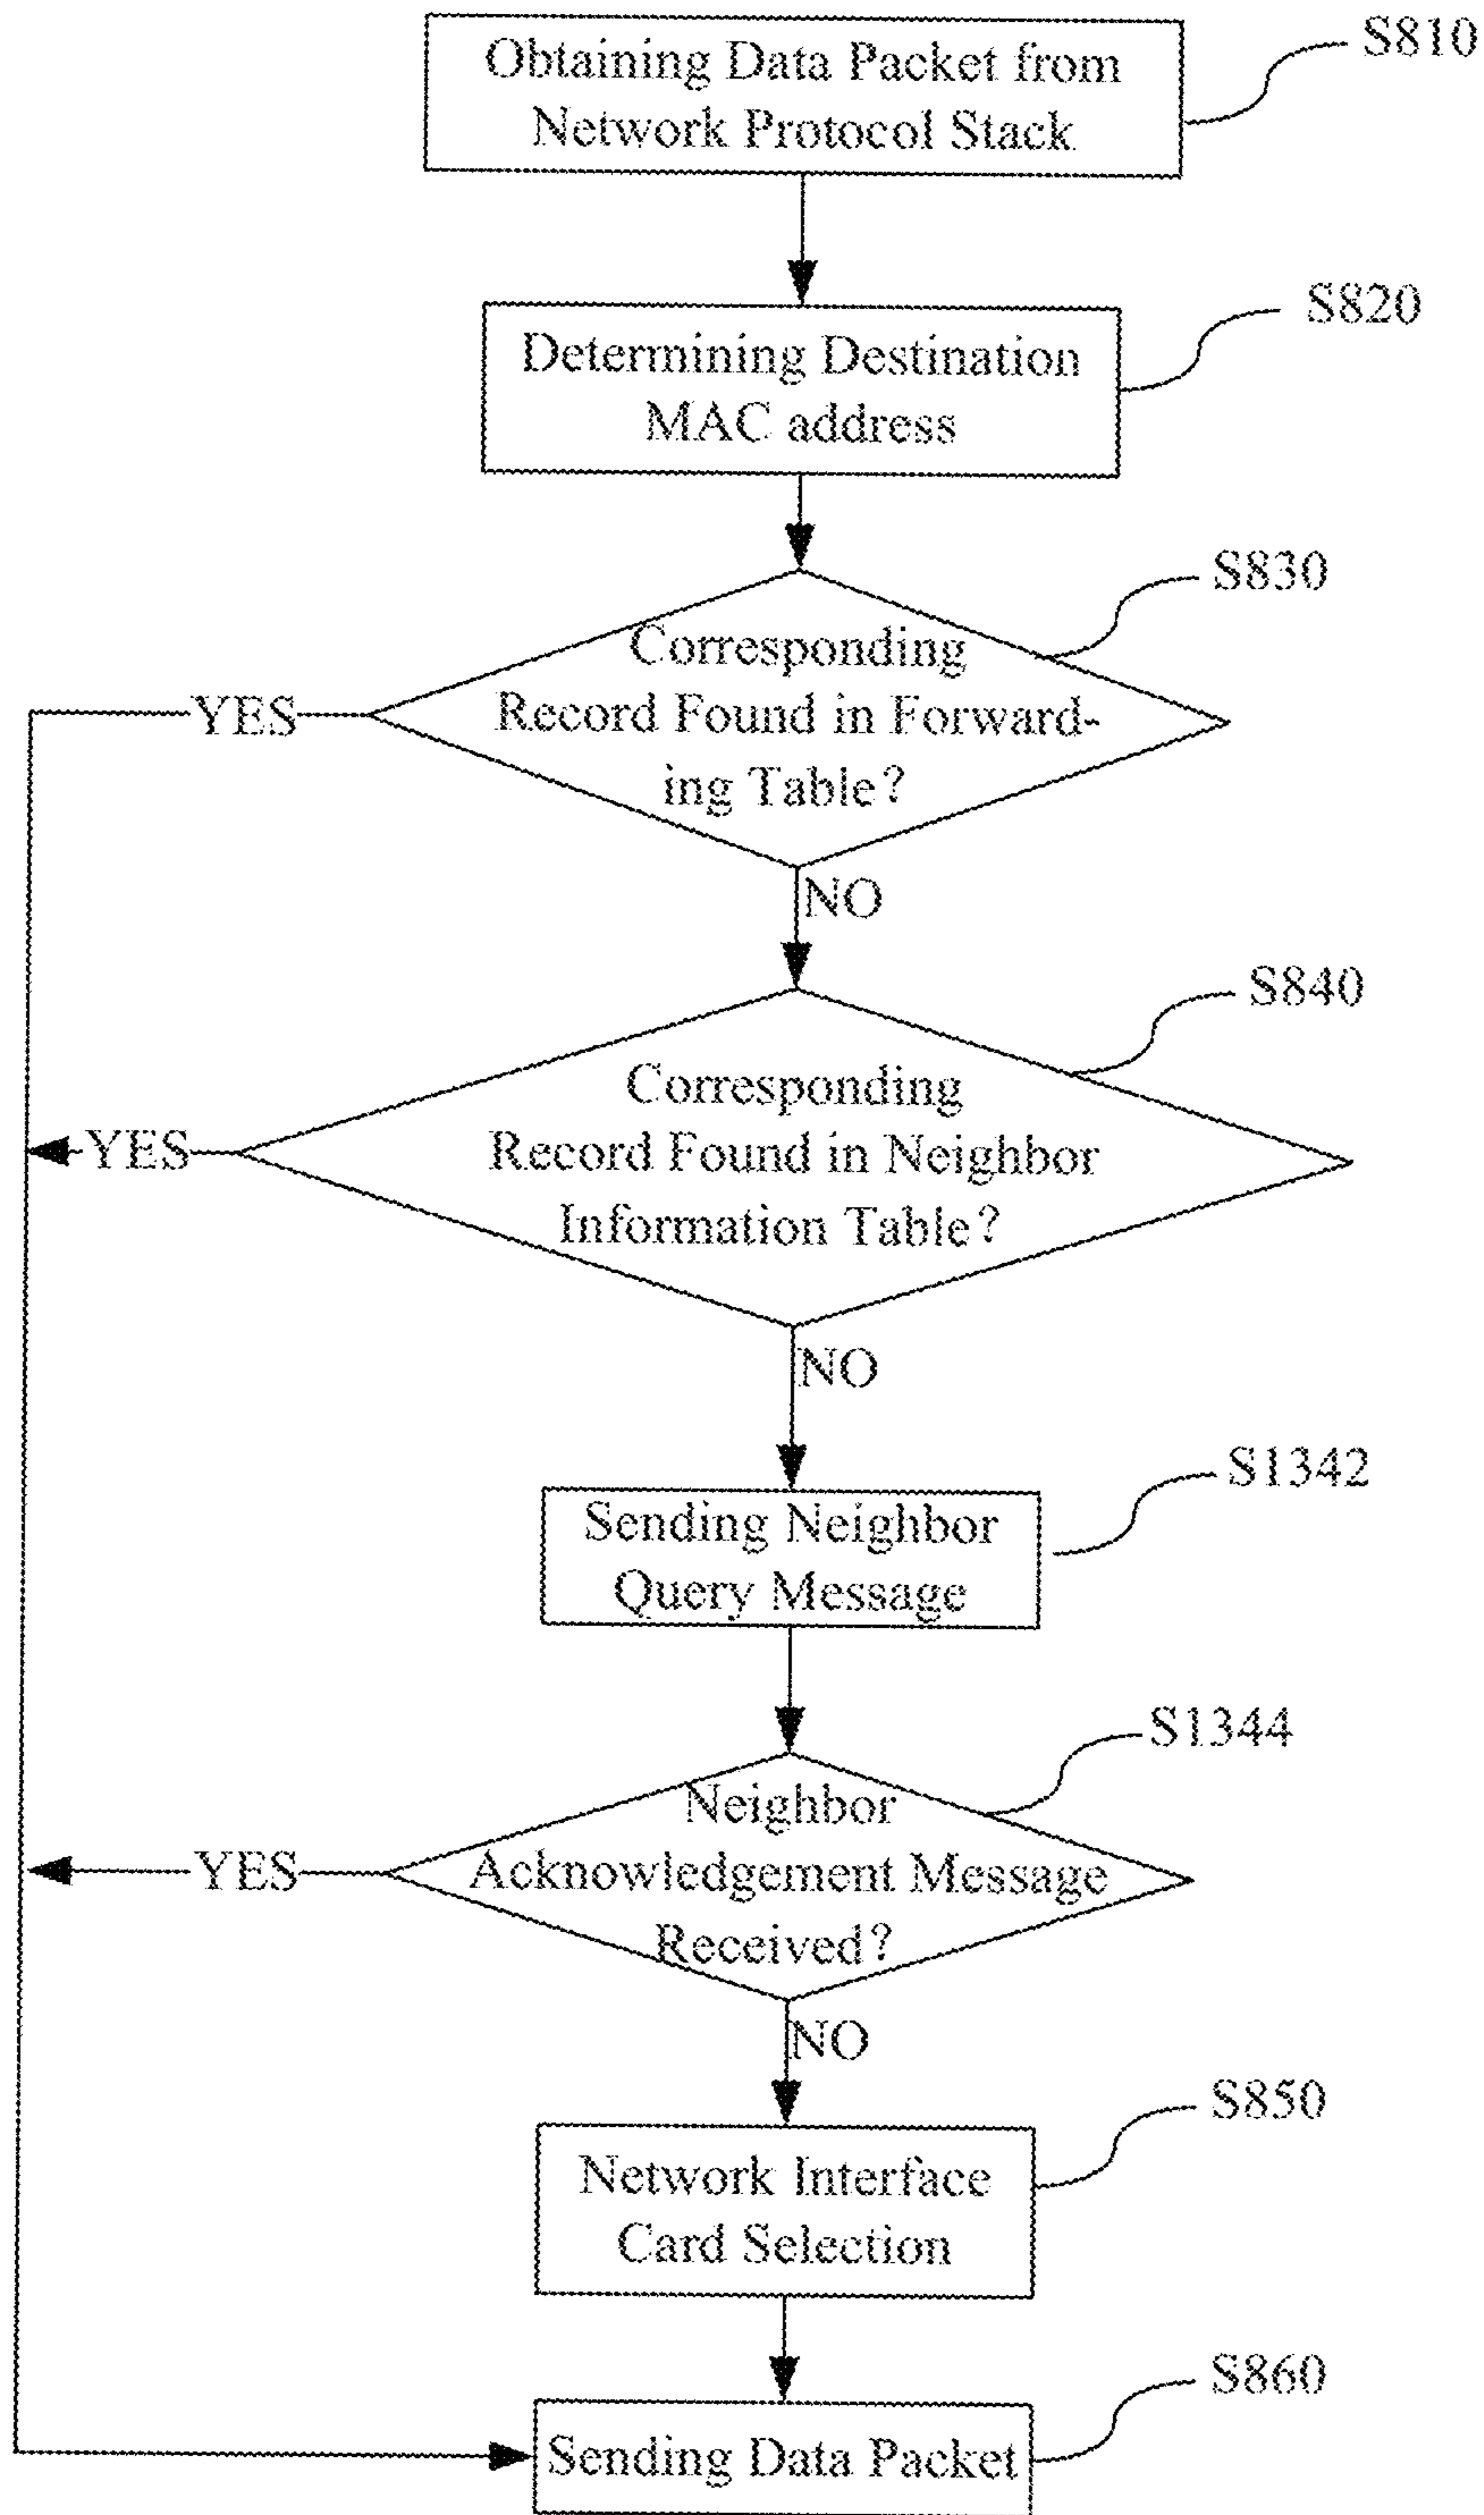 Obtaining Data Packet from
Network Protocol Stack
S810
Determining Destination
MAC address
S820
Corresponding
Record Found in Forward-
ing Table?
S830
YES
NO
Corresponding
Record Found in Neighbor
Information Table?
S840
YES
NO
Sending Neighbor
Query Message
S1342
Neighbor
Acknowledgement Message
Received?
S1344
YES
NO
Network Interface
Card Selection
S850
Sending Data Packet
S860